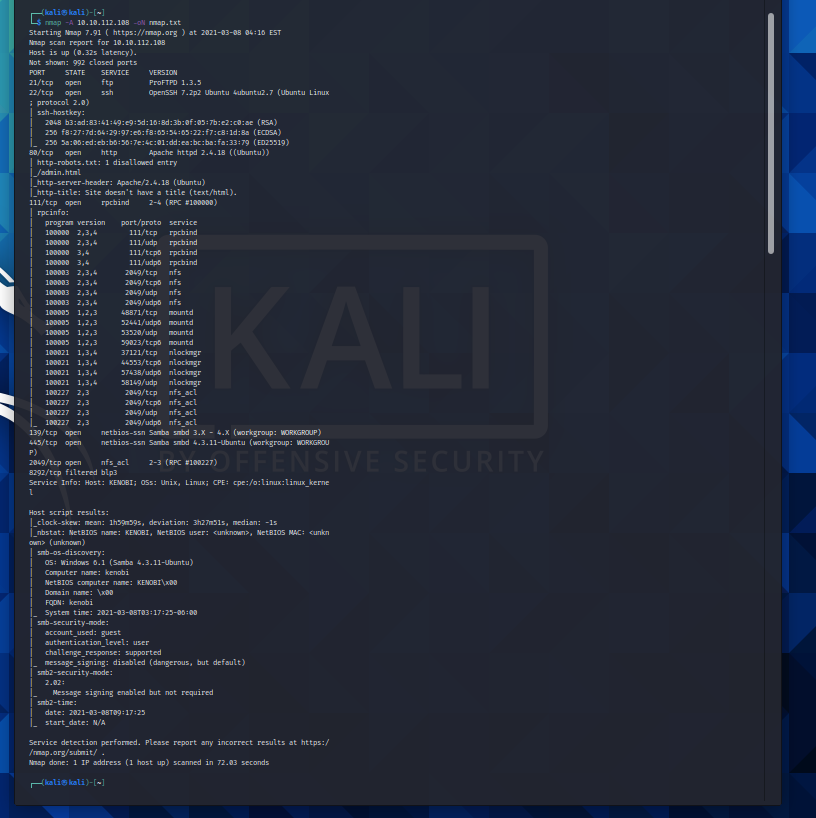 ┌──(kali㉿kali)-[~]
└─$ nmap -A 10.10.112.108 -oN nmap.txt
Starting Nmap 7.91 ( https://nmap.org ) at 2021-03-08 04:16 EST
Nmap scan report for 10.10.112.108
Host is up (0.32s latency).
Not shown: 992 closed ports
PORT     STATE    SERVICE     VERSION
21/tcp   open     ftp         ProFTPD 1.3.5
22/tcp   open     ssh         OpenSSH 7.2p2 Ubuntu 4ubuntu2.7 (Ubuntu Linux
; protocol 2.0)
| ssh-hostkey:
|   2048 b3:ad:83:41:49:e9:5d:16:8d:3b:0f:05:7b:e2:c0:ae (RSA)
|   256 f8:27:7d:64:29:97:e6:f8:65:54:65:22:f7:c8:1d:8a (ECDSA)
|_  256 5a:06:ed:eb:b6:56:7e:4c:01:dd:ea:bc:ba:fa:33:79 (ED25519)
80/tcp   open     http        Apache httpd 2.4.18 ((Ubuntu))
| http-robots.txt: 1 disallowed entry
|_/admin.html
|_http-server-header: Apache/2.4.18 (Ubuntu)
|_http-title: Site doesn't have a title (text/html).
111/tcp  open     rpcbind     2-4 (RPC #100000)
| rpcinfo:
|   program version    port/proto  service
|   100000  2,3,4        111/tcp   rpcbind
|   100000  2,3,4        111/udp   rpcbind
|   100000  3,4          111/tcp6  rpcbind
|   100000  3,4          111/udp6  rpcbind
|   100003  2,3,4       2049/tcp   nfs
|   100003  2,3,4       2049/tcp6  nfs
|   100003  2,3,4       2049/udp   nfs
|   100003  2,3,4       2049/udp6  nfs
|   100005  1,2,3      48871/tcp   mountd
|   100005  1,2,3      52441/udp6  mountd
|   100005  1,2,3      53520/udp   mountd
|   100005  1,2,3      59023/tcp6  mountd
|   100021  1,3,4      37121/tcp   nlockmgr
|   100021  1,3,4      44553/tcp6  nlockmgr
|   100021  1,3,4      57438/udp6  nlockmgr
|   100021  1,3,4      58149/udp   nlockmgr
|   100227  2,3         2049/tcp   nfs_acl
|   100227  2,3         2049/tcp6  nfs_acl
|   100227  2,3         2049/udp   nfs_acl
|_  100227  2,3         2049/udp6  nfs_acl
139/tcp  open     netbios-ssn Samba smbd 3.X - 4.X (workgroup: WORKGROUP)
445/tcp  open     netbios-ssn Samba smbd 4.3.11-Ubuntu (workgroup: WORKGROU
P)
2049/tcp open     nfs_acl     2-3 (RPC #100227)
8292/tcp filtered blp3
Service Info: Host: KENOBI; OSs: Unix, Linux; CPE: cpe:/o:linux:linux_kerne
l
Host script results:
|_clock-skew: mean: 1h59m59s, deviation: 3h27m51s, median: -1s
|_nbstat: NetBIOS name: KENOBI, NetBIOS user: <unknown>, NetBIOS MAC: <unkn
own> (unknown)
| smb-os-discovery:
|   OS: Windows 6.1 (Samba 4.3.11-Ubuntu)
|   Computer name: kenobi
|   NetBIOS computer name: KENOBI\x00
|   Domain name: \x00
|   FQDN: kenobi
|_  System time: 2021-03-08T03:17:25-06:00
| smb-security-mode:
|   account_used: guest
|   authentication_level: user
|   challenge_response: supported
|_  message_signing: disabled (dangerous, but default)
| smb2-security-mode:
|   2.02:
|_    Message signing enabled but not required
| smb2-time:
|   date: 2021-03-08T09:17:25
|_  start_date: N/A
Service detection performed. Please report any incorrect results at https:/
/nmap.org/submit/ .
Nmap done: 1 IP address (1 host up) scanned in 72.03 seconds
┌──(kali㉿kali)-[~]
KALI
BY OFFENSIVE SECURITY